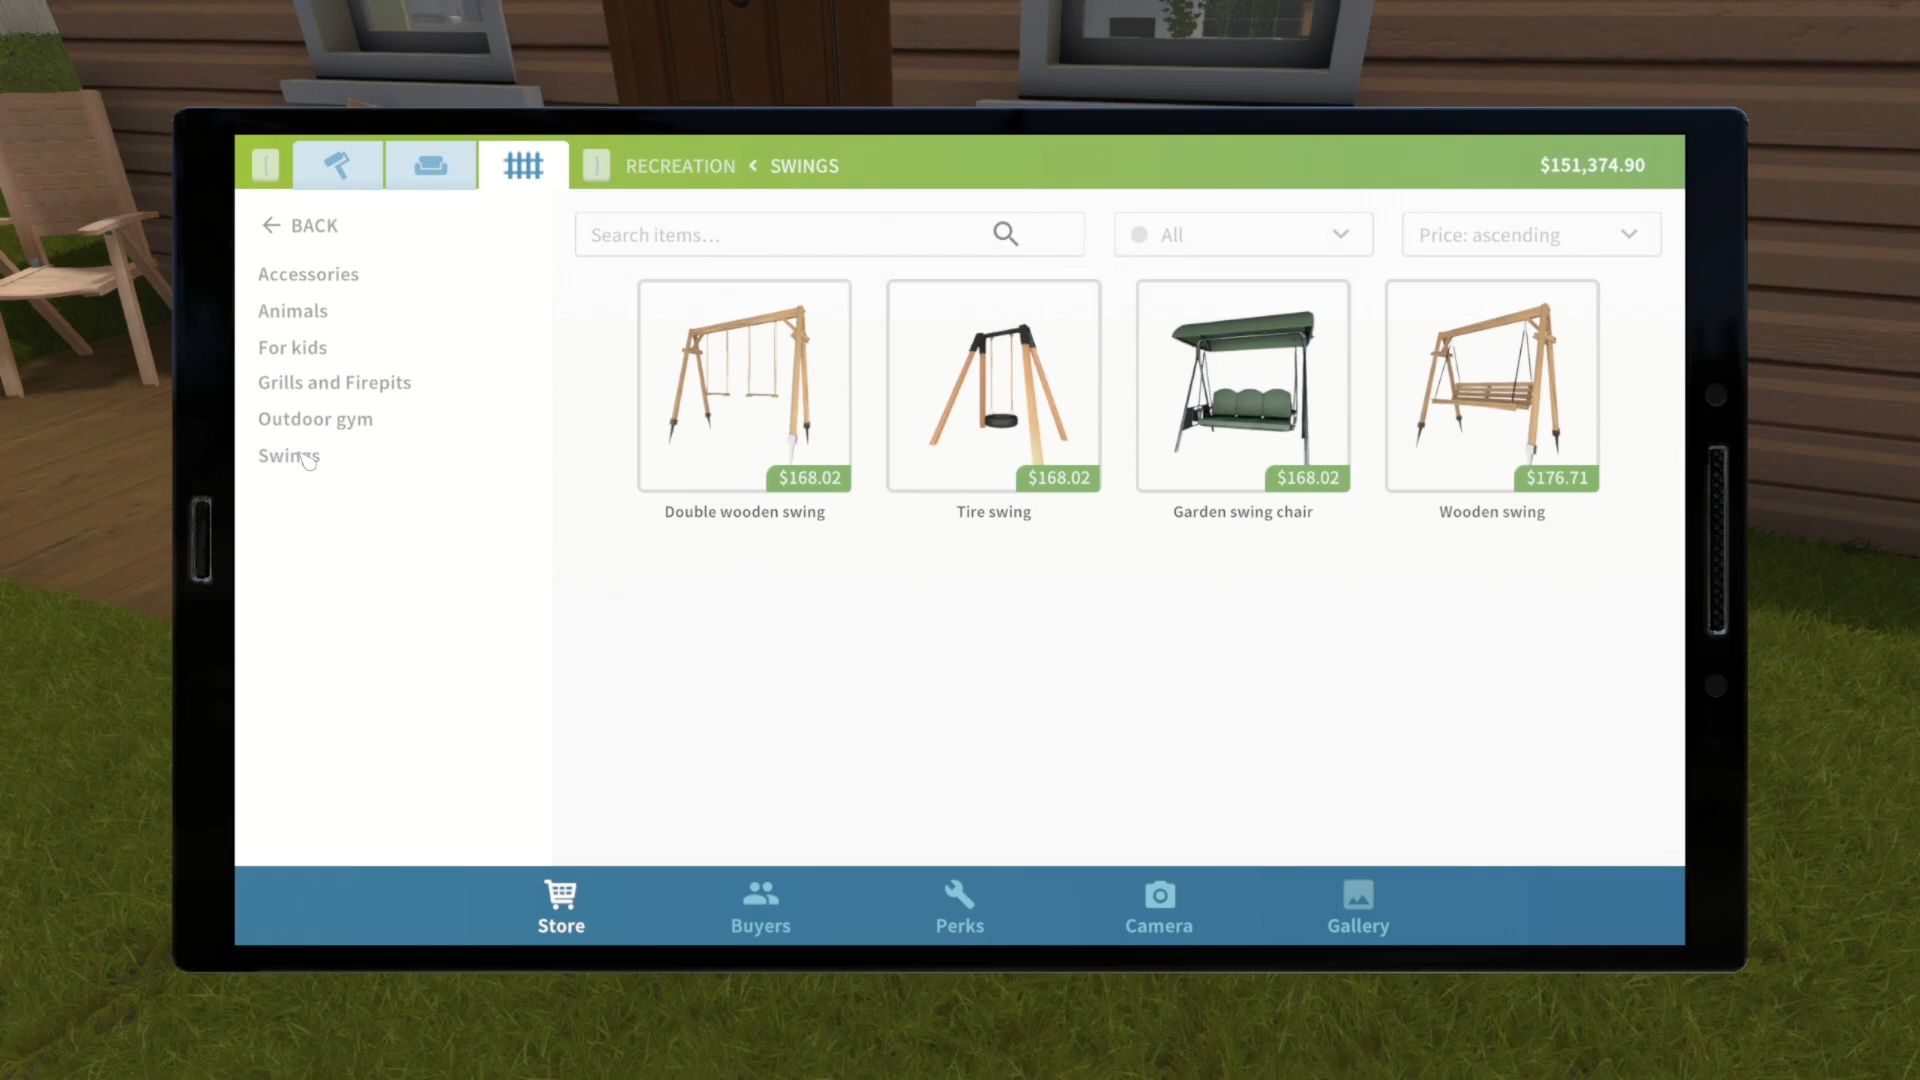 [
]
RECREATION < SWINGS
$151,374.90
← BACK
Accessories
Animals
For kids
Grills and Firepits
Outdoor gym
Swings
Search items...
All
Price: ascending
$168.02
Double wooden swing
$168.02
Tire swing
$168.02
Garden swing chair
$176.71
Wooden swing
Store
Buyers
Perks
Camera
Gallery